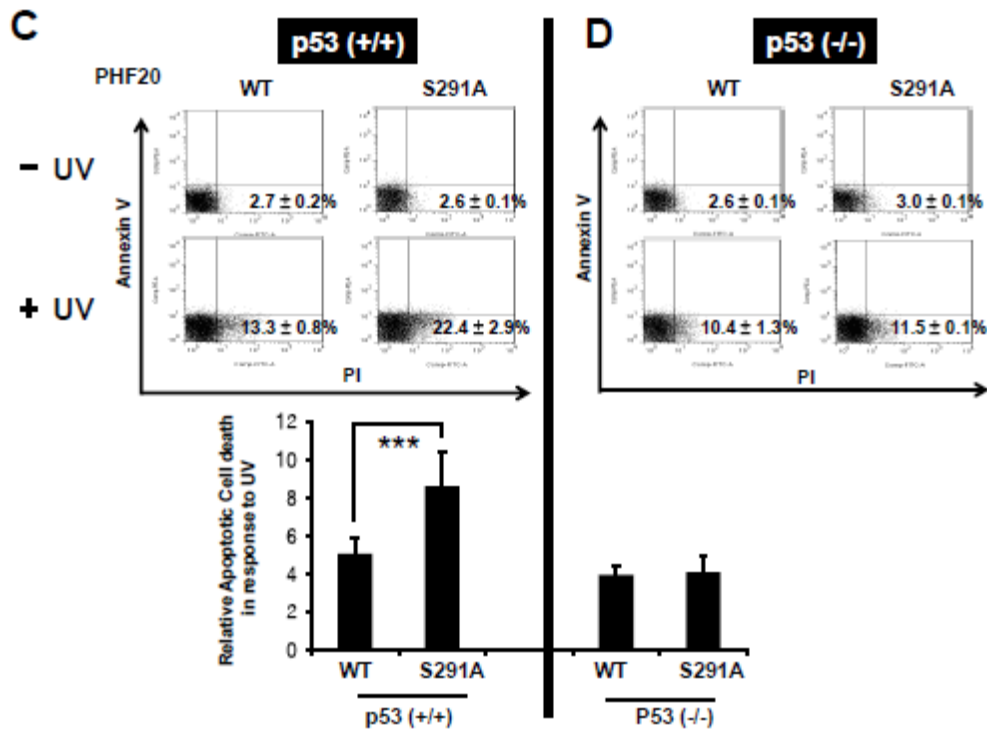 C
p53 (+/+)
D
p53 (-/-)
PHF20
WT
S291A
WT
S291A
- UV
2.7 ± 0.2%
2.6 ± 0.1%
2.6 ± 0.1%
3.0 ± 0.1%
Annexin V
Annexin V
+ UV
13.3 ± 0.8%
22.4 ± 2.9%
10.4 ± 1.3%
11.5 ± 0.1%
PI
PI
Relative Apoptotic Cell death
in response to UV
12
10
8
6
4
2
0
***
WT
S291A
WT
S291A
p53 (+/+)
P53 (-/-)